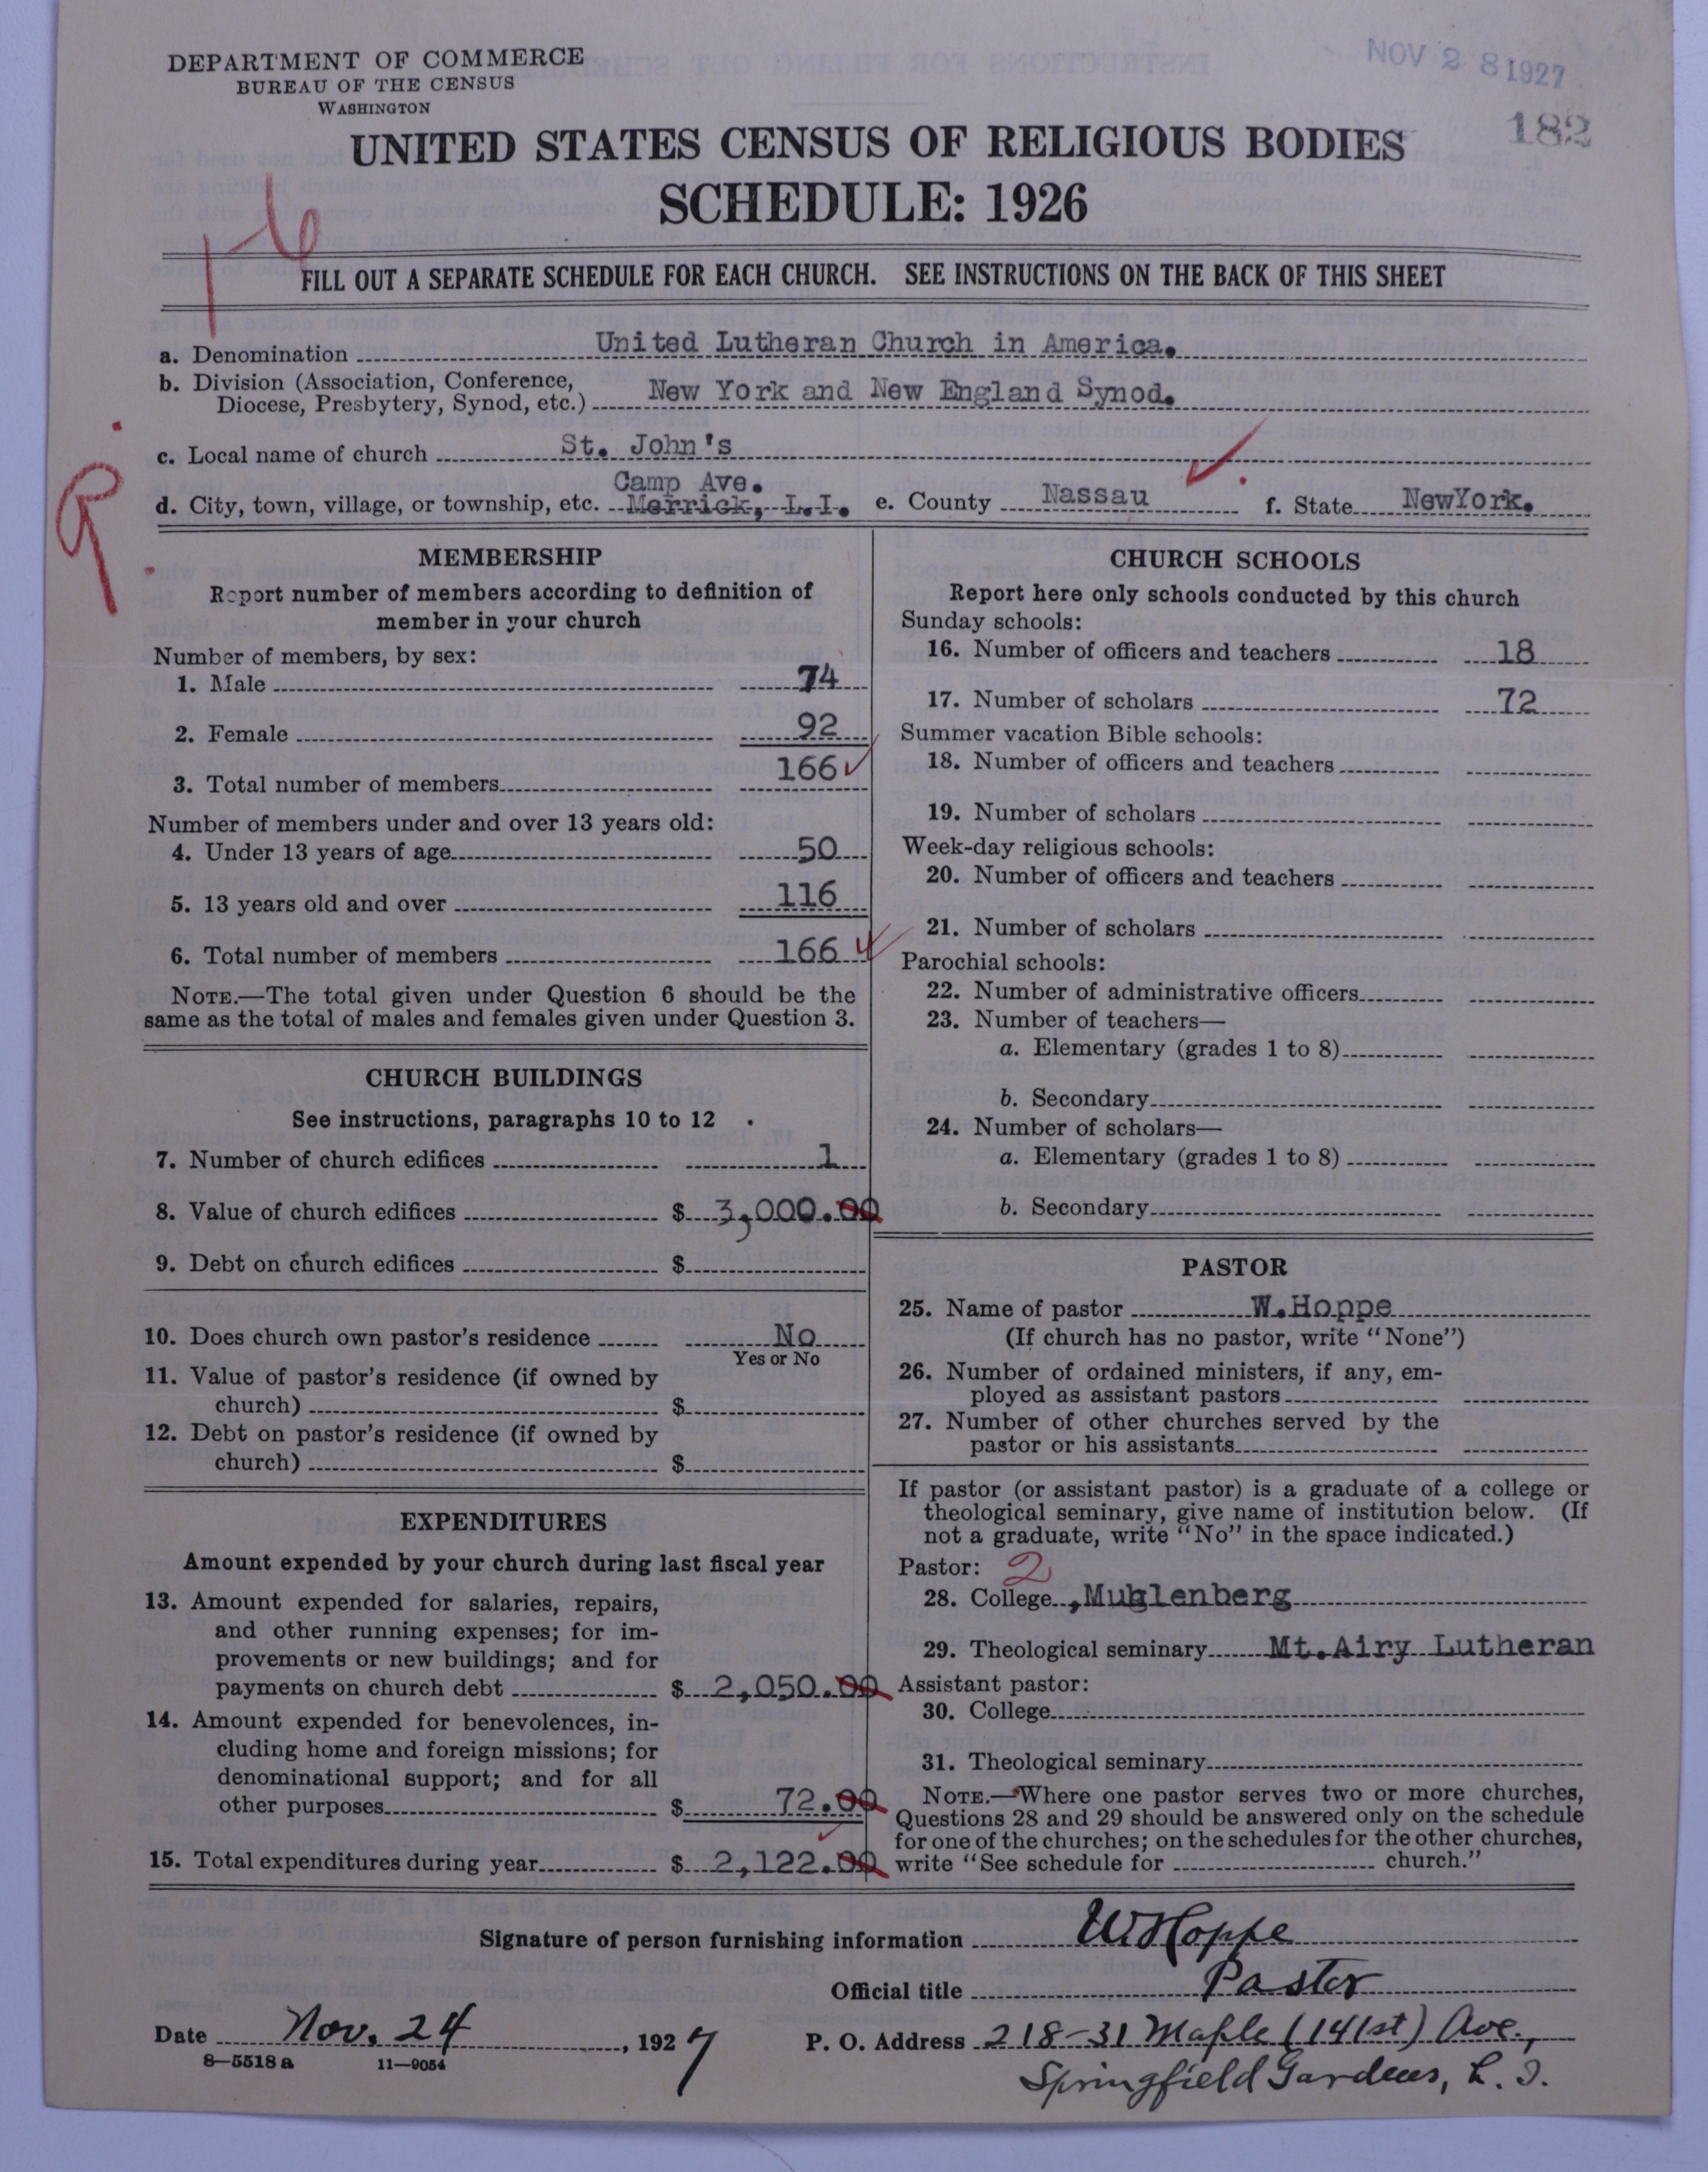 DEPARTMENT OF COMMERCE
BUREAU OF THE CENSUS
WASHINGTON
NOV 28 1927
182
UNITED STATES CENSUS OF RELIGIOUS BODIES
SCHEDULE: 1926
1-6
FILL OUT A SEPARATE SCHEDULE FOR EACH CHURCH. SEE INSTRUCTIONS ON THE BACK OF THIS SHEET
a. Denomination United Lutheran Church in America.
b. Division (Association, Conference,
Diocese, Presbytery, Synod, etc.) New York and New England Synod.
c. Local name of church St. John's
Camp Ave.
d. City, town, village, or township, etc. Merrick, L.I. e. County Nassau f. State NewYork.
MEMBERSHIP
Report number of members according to definition of
member in your church
Number of members, by sex:
1. Male 74
2. Female 92
3. Total number of members 166
Number of members under and over 13 years old:
4. Under 13 years of age 50
5. 13 years old and over 116
6. Total number of members 166
NOTE.—The total given under Question 6 should be the
same as the total of males and females given under Question 3.
CHURCH BUILDINGS
See instructions, paragraphs 10 to 12
7. Number of church edifices 1
8. Value of church edifices $ 3,000.00
9. Debt on church edifices $
10. Does church own pastor's residence No
Yes or No
11. Value of pastor's residence (if owned by
church) $
12. Debt on pastor's residence (if owned by
church) $
EXPENDITURES
Amount expended by your church during last fiscal year
13. Amount expended for salaries, repairs,
and other running expenses; for im-
provements or new buildings; and for
payments on church debt $ 2,050.00
14. Amount expended for benevolences, in-
cluding home and foreign missions; for
denominational support; and for all
other purposes $ 72.00
15. Total expenditures during year $ 2,122.00
CHURCH SCHOOLS
Report here only schools conducted by this church
Sunday schools:
16. Number of officers and teachers 18
17. Number of scholars 72
Summer vacation Bible schools:
18. Number of officers and teachers
19. Number of scholars
Week-day religious schools:
20. Number of officers and teachers
21. Number of scholars
Parochial schools:
22. Number of administrative officers
23. Number of teachers—
a. Elementary (grades 1 to 8)
b. Secondary
24. Number of scholars—
a. Elementary (grades 1 to 8)
b. Secondary
PASTOR
25. Name of pastor W.Hoppe
(If church has no pastor, write "None")
26. Number of ordained ministers, if any, em-
ployed as assistant pastors
27. Number of other churches served by the
pastor or his assistants
If pastor (or assistant pastor) is a graduate of a college or
theological seminary, give name of institution below. (If
not a graduate, write "No" in the space indicated.)
Pastor: 2
28. College ,Muhlenberg
29. Theological seminary Mt.Airy Lutheran
Assistant pastor:
30. College
31. Theological seminary
NOTE.—Where one pastor serves two or more churches,
Questions 28 and 29 should be answered only on the schedule
for one of the churches; on the schedules for the other churches,
write "See schedule for church."
Signature of person furnishing information W. Hoppe
Official title Pastor
Date Nov. 24, 1927
P. O. Address 218-31 Maple (141st) Ave.,
Springfield Gardens, L. I.
8—5518 a 11—9054